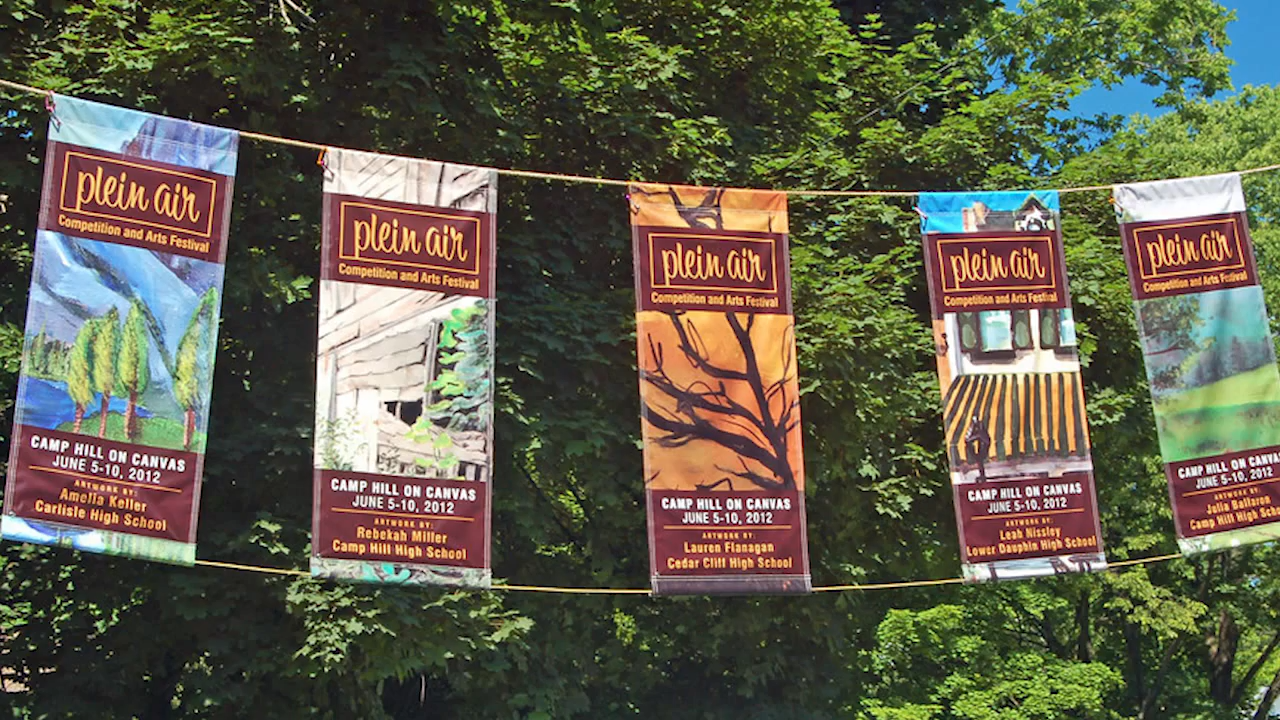 plein air
Competition and Arts Festival
CAMP HILL ON CANVAS
JUNE 5-10, 2012
ARTWORK BY:
Amelia Keller
Carlisle High School
plein air
Competition and Arts Festival
CAMP HILL ON CANVAS
JUNE 5-10, 2012
ARTWORK BY:
Rebekah Miller
Camp Hill High School
plein air
Competition and Arts Festival
CAMP HILL ON CANVAS
JUNE 5-10, 2012
ARTWORK BY:
Lauren Flanagan
Cedar Cliff High School
plein air
Competition and Arts Festival
CAMP HILL ON CANVAS
JUNE 5-10, 2012
ARTWORK BY:
Leah Nissley
Lower Dauphin High School
plein air
Competition and Arts Festival
CAMP HILL ON CANVAS
JUNE 5-10, 2012
ARTWORK BY:
Julia Ballaron
Camp Hill High Sch